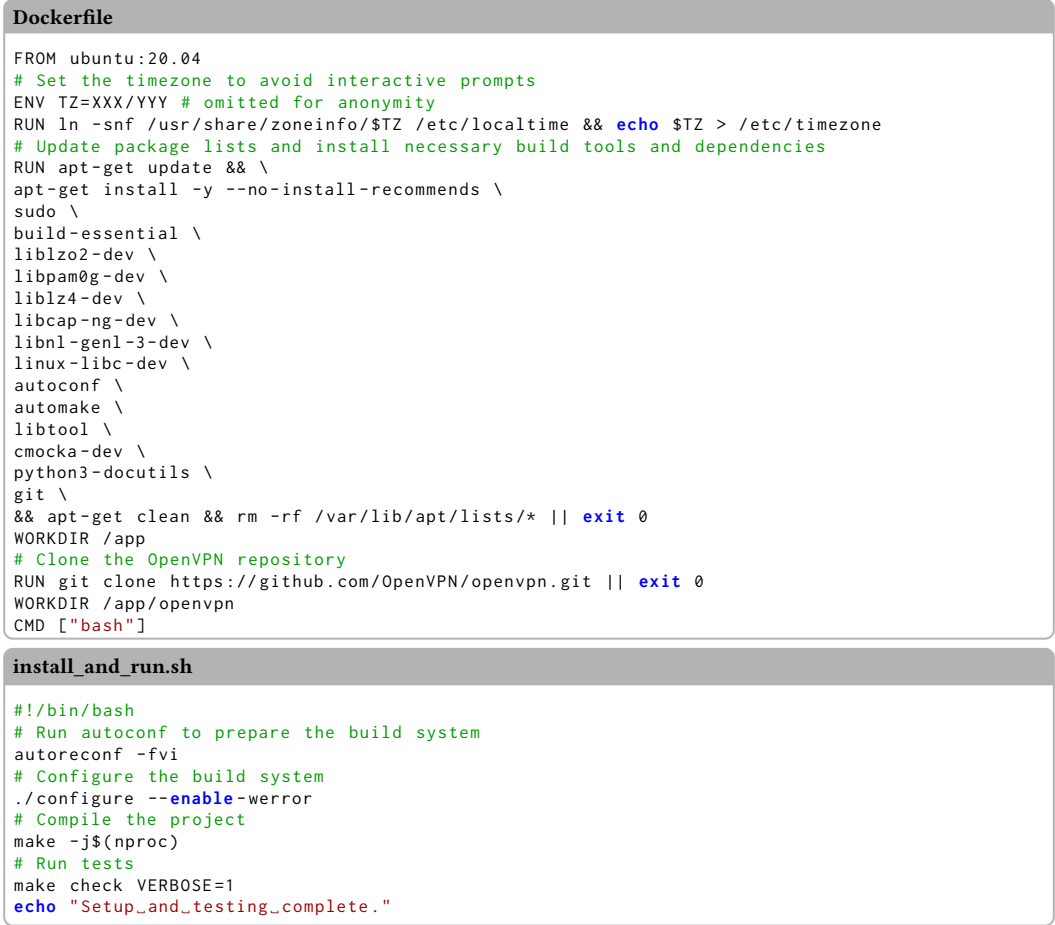 Dockerfile
FROM ubuntu:20.04
# Set the timezone to avoid interactive prompts
ENV TZ=XXX/YYY # omitted for anonymity
RUN ln -snf /usr/share/zoneinfo/$TZ /etc/localtime && echo $TZ > /etc/timezone
# Update package lists and install necessary build tools and dependencies
RUN apt-get update && \
apt-get install -y --no-install-recommends \
sudo \
build-essential \
liblzo2-dev \
libpam0g-dev \
liblz4-dev \
libcap-ng-dev \
libnl-genl-3-dev \
linux-libc-dev \
autoconf \
automake \
libtool \
cmocka-dev \
python3-docutils \
git \
&& apt-get clean && rm -rf /var/lib/apt/lists/* || exit 0
WORKDIR /app
# Clone the OpenVPN repository
RUN git clone https://github.com/OpenVPN/openvpn.git || exit 0
WORKDIR /app/openvpn
CMD ["bash"]
install_and_run.sh
#!/bin/bash
# Run autoconf to prepare the build system
autoreconf -fvi
# Configure the build system
./configure --enable-werror
# Compile the project
make -j$(nproc)
# Run tests
make check VERBOSE=1
echo "Setup␣and␣testing␣complete."